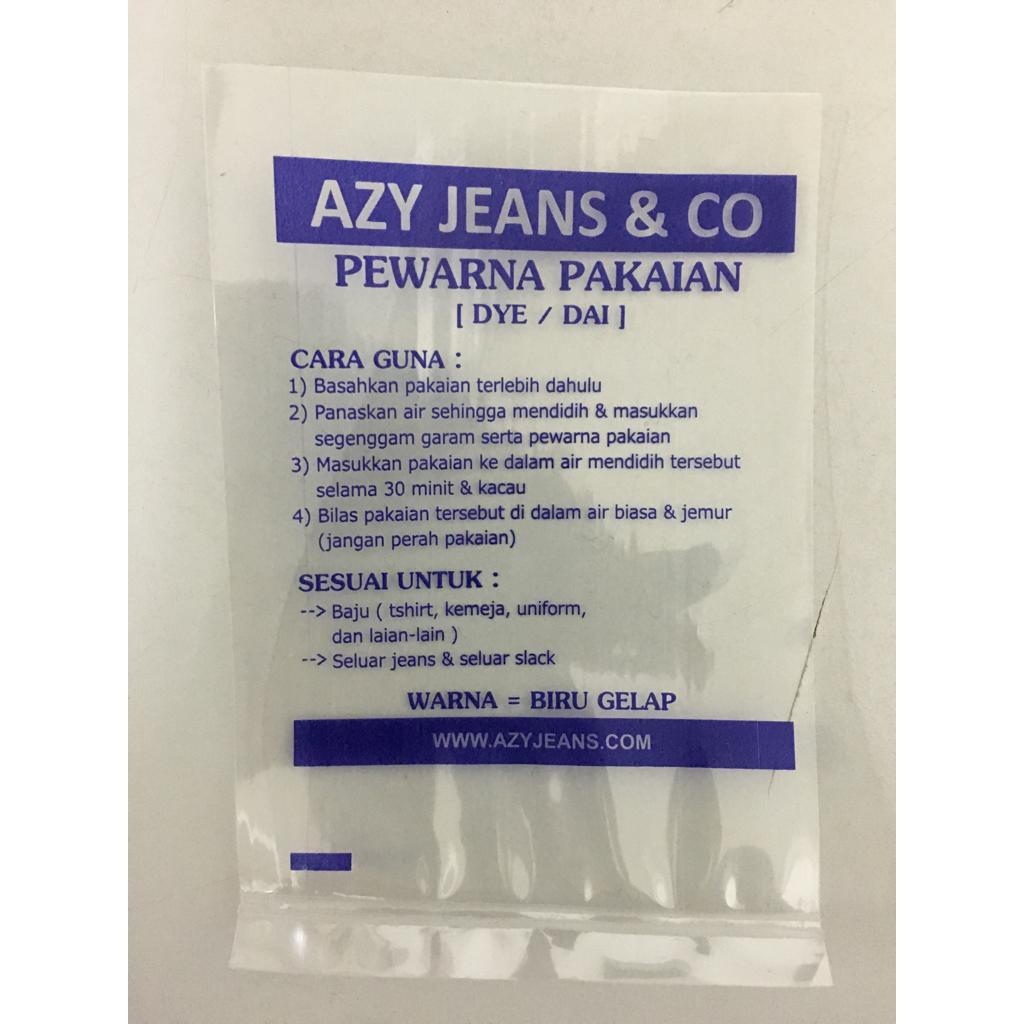 AZY JEANS & CO
PEWARNA PAKAIAN
[ DYE / DAI ]
CARA GUNA :
1) Basahkan pakaian terlebih dahulu
2) Panaskan air sehingga mendidih & masukkan
segenggam garam serta pewarna pakaian
3) Masukkan pakaian ke dalam air mendidih tersebut
selama 30 minit & kacau
4) Bilas pakaian tersebut di dalam air biasa & jemur
(jangan perah pakaian)
SESUAI UNTUK :
--> Baju ( tshirt, kemeja, uniform,
dan laian-lain )
--> Seluar jeans & seluar slack
WARNA = BIRU GELAP
WWW.AZYJEANS.COM